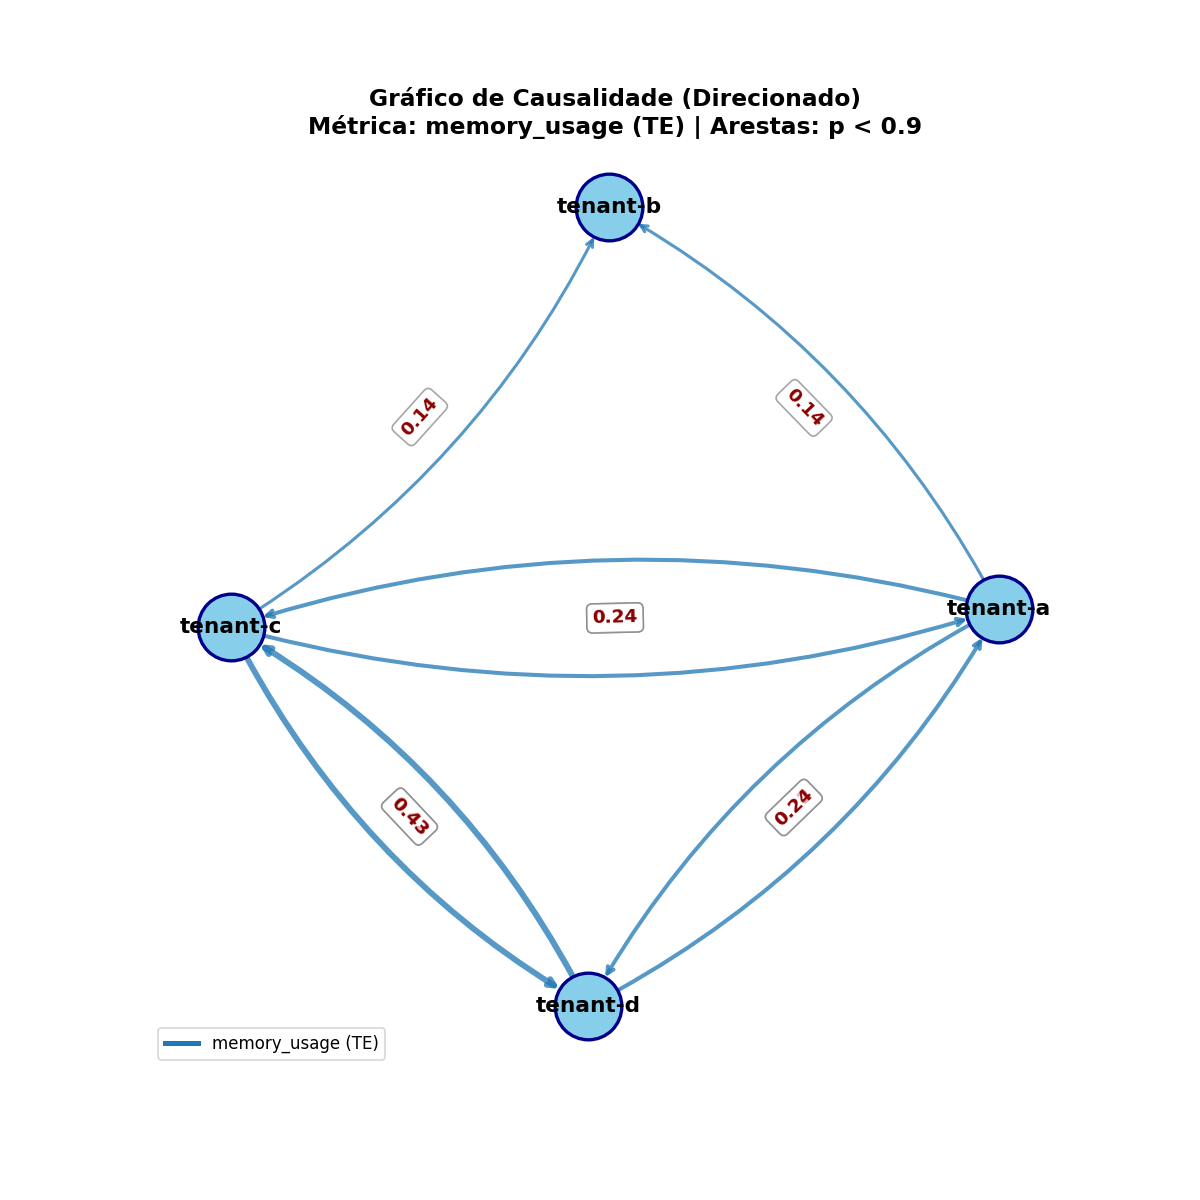 Gráfico de Causalidade (Direcionado)
Métrica: memory_usage (TE) | Arestas: p < 0.9
tenant-b
0.14
0.14
tenant-a
0.24
tenant-c
0.24
0.43
tenant-d
memory_usage (TE)